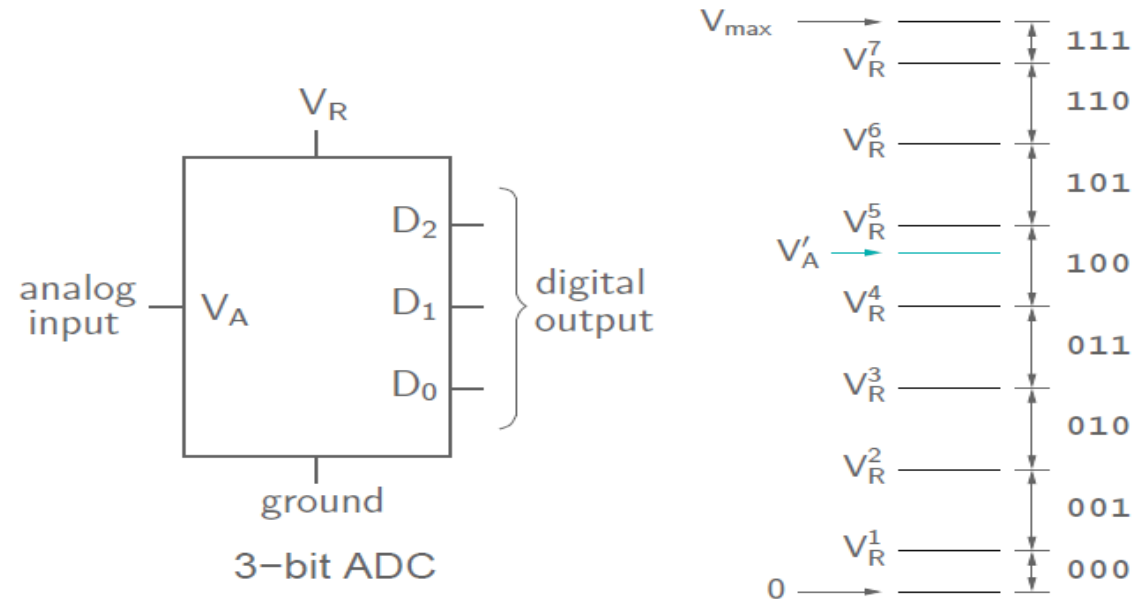 V_R
analog
input
V_A
D_2
D_1
D_0
digital
output
ground
3-bit ADC
V_max
V_R^7
V_R^6
V_R^5
V′_A
V_R^4
V_R^3
V_R^2
V_R^1
0
111
110
101
100
011
010
001
000